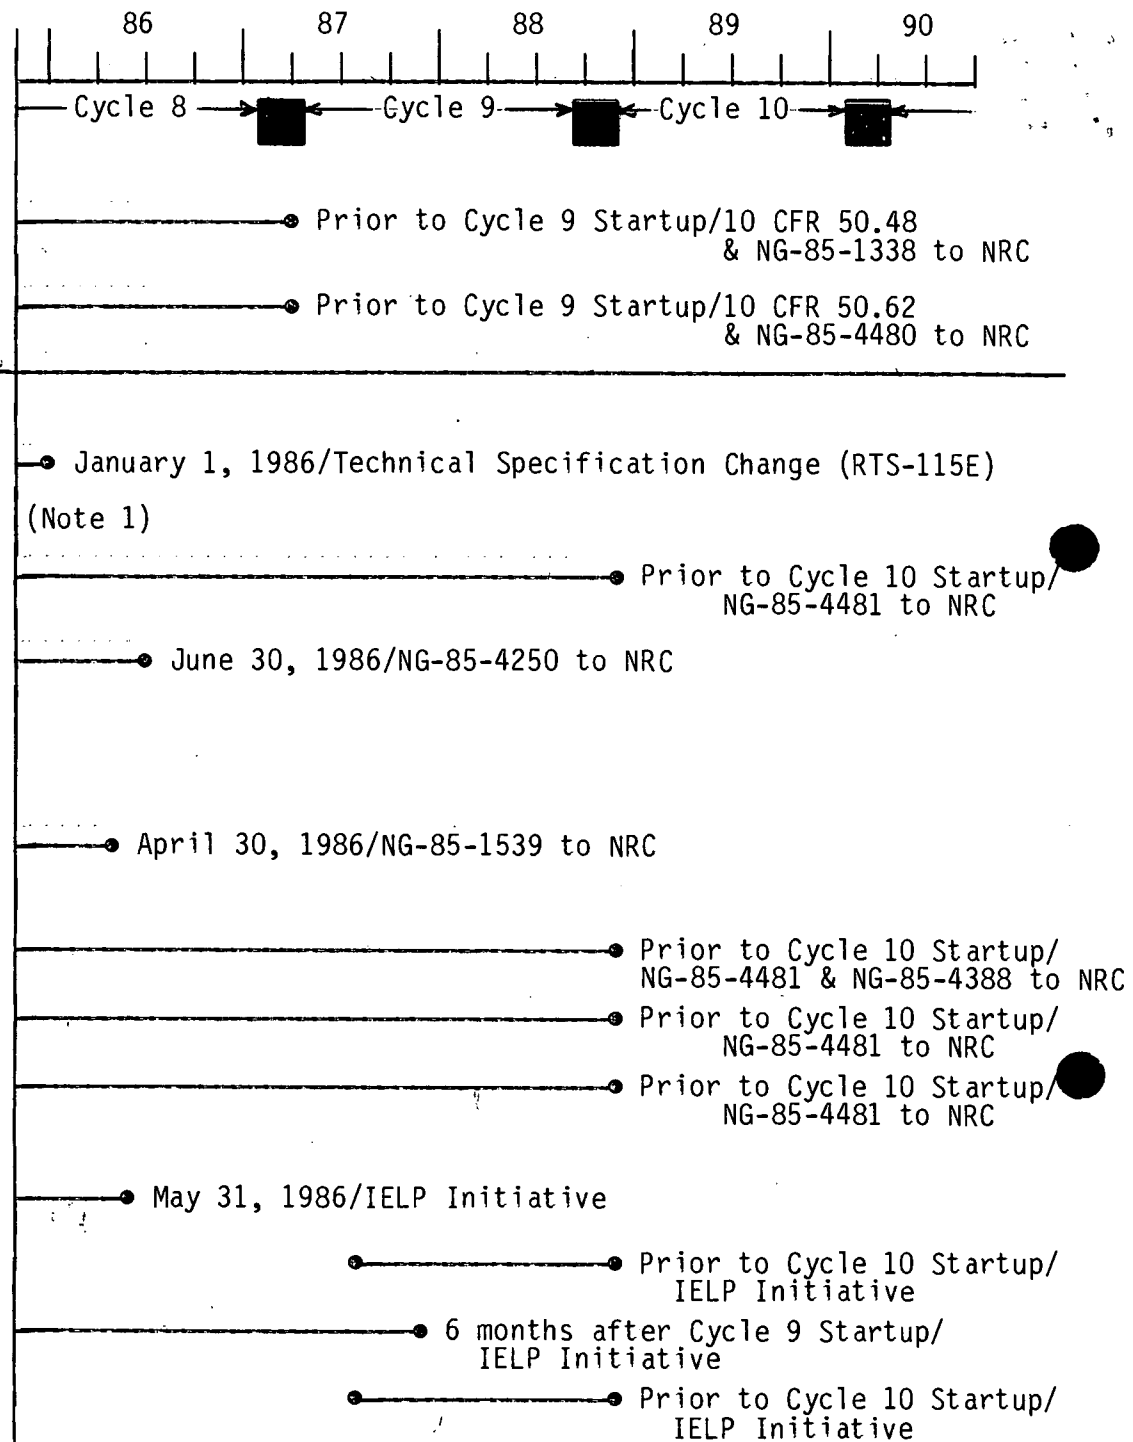 86 87 88 89 90
Cycle 8 Cycle 9 Cycle 10
Prior to Cycle 9 Startup/10 CFR 50.48
& NG-85-1338 to NRC
Prior to Cycle 9 Startup/10 CFR 50.62
& NG-85-4480 to NRC
January 1, 1986/Technical Specification Change (RTS-115E)
(Note 1)
Prior to Cycle 10 Startup/
NG-85-4481 to NRC
June 30, 1986/NG-85-4250 to NRC
April 30, 1986/NG-85-1539 to NRC
Prior to Cycle 10 Startup/
NG-85-4481 & NG-85-4388 to NRC
Prior to Cycle 10 Startup/
NG-85-4481 to NRC
Prior to Cycle 10 Startup/
NG-85-4481 to NRC
May 31, 1986/IELP Initiative
Prior to Cycle 10 Startup/
IELP Initiative
6 months after Cycle 9 Startup/
IELP Initiative
Prior to Cycle 10 Startup/
IELP Initiative